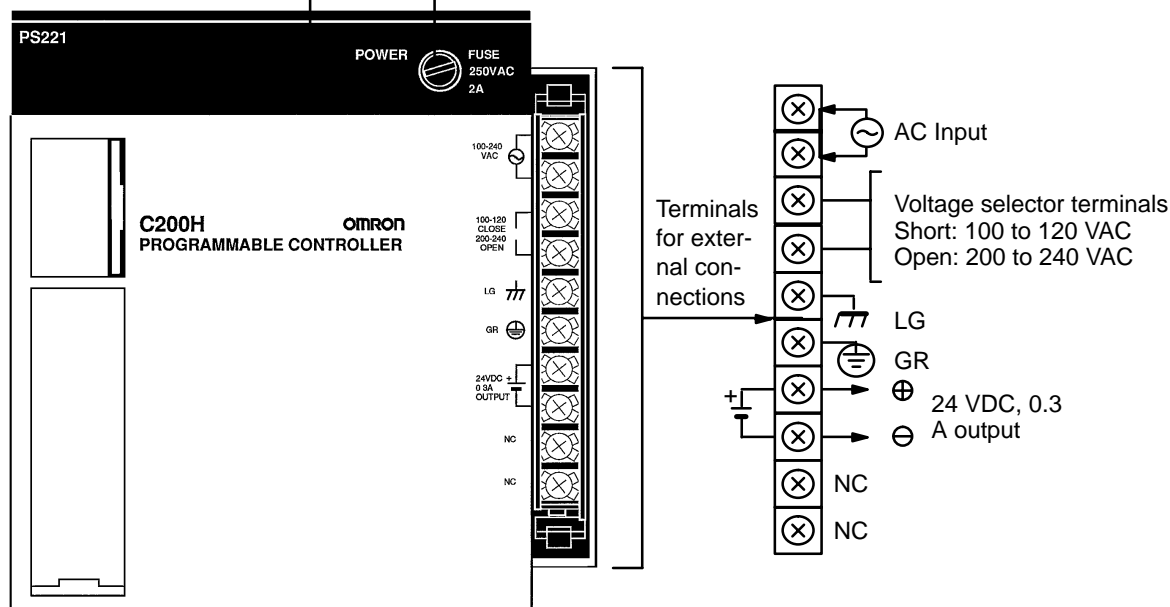 PS221
POWER
FUSE
250VAC
2A
C200H
OMRON
PROGRAMMABLE CONTROLLER
100-240
VAC
100-120
CLOSE
200-240
OPEN
LG
GR
24VDC +
0 3A
OUTPUT
NC
NC
Terminals
for exter-
nal con-
nections
AC Input
Voltage selector terminals
Short: 100 to 120 VAC
Open: 200 to 240 VAC
LG
GR
+
24 VDC, 0.3
A output
NC
NC